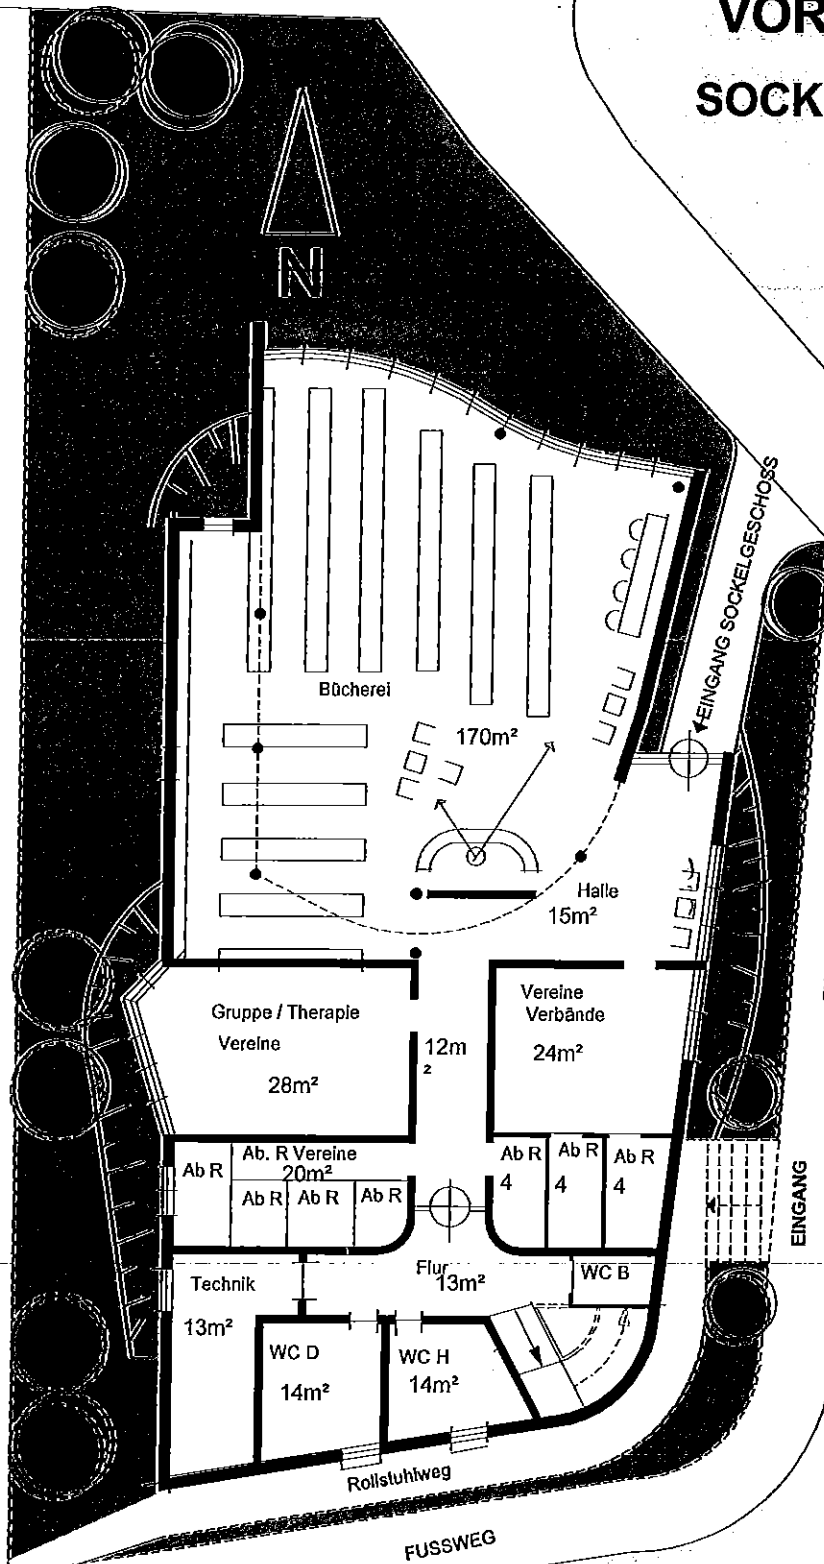 VOR
SOCK
N
EINGANG SOCKELGESCHOSS
Bücherei
170m²
Halle
15m²
Gruppe / Therapie
Vereine
28m²
12m
²
Vereine
Verbände
24m²
Ab R
Ab. R Vereine
20m²
Ab R
Ab R
Ab R
Ab R
4
Ab R
4
Ab R
4
EINGANG
Technik
13m²
Flur
13m²
WC B
WC D
14m²
WC H
14m²
Rollstuhlweg
FUSSWEG